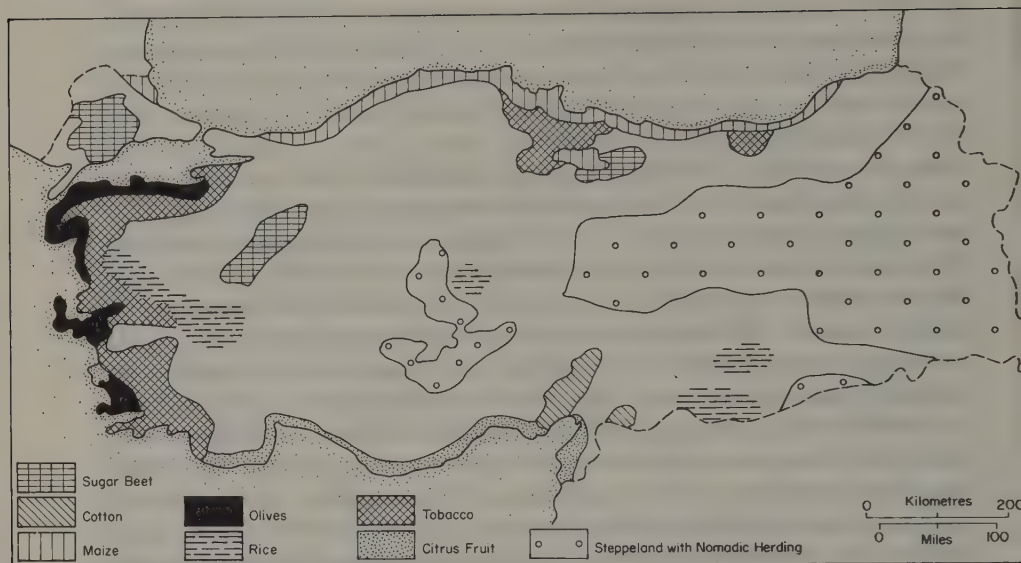 Sugar Beet
Cotton
Maize
Olives
Rice
Tobacco
Citrus Fruit
Steppeland with Nomadic Herding
0 Kilometres 200
0 Miles 100